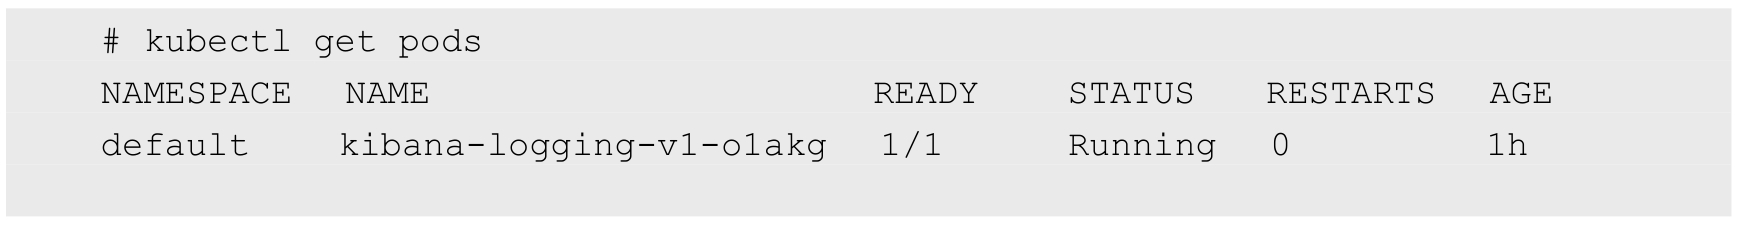 # kubectl get pods
NAMESPACE NAME READY STATUS RESTARTS AGE
default kibana-logging-v1-o1akg 1/1 Running 0 1h